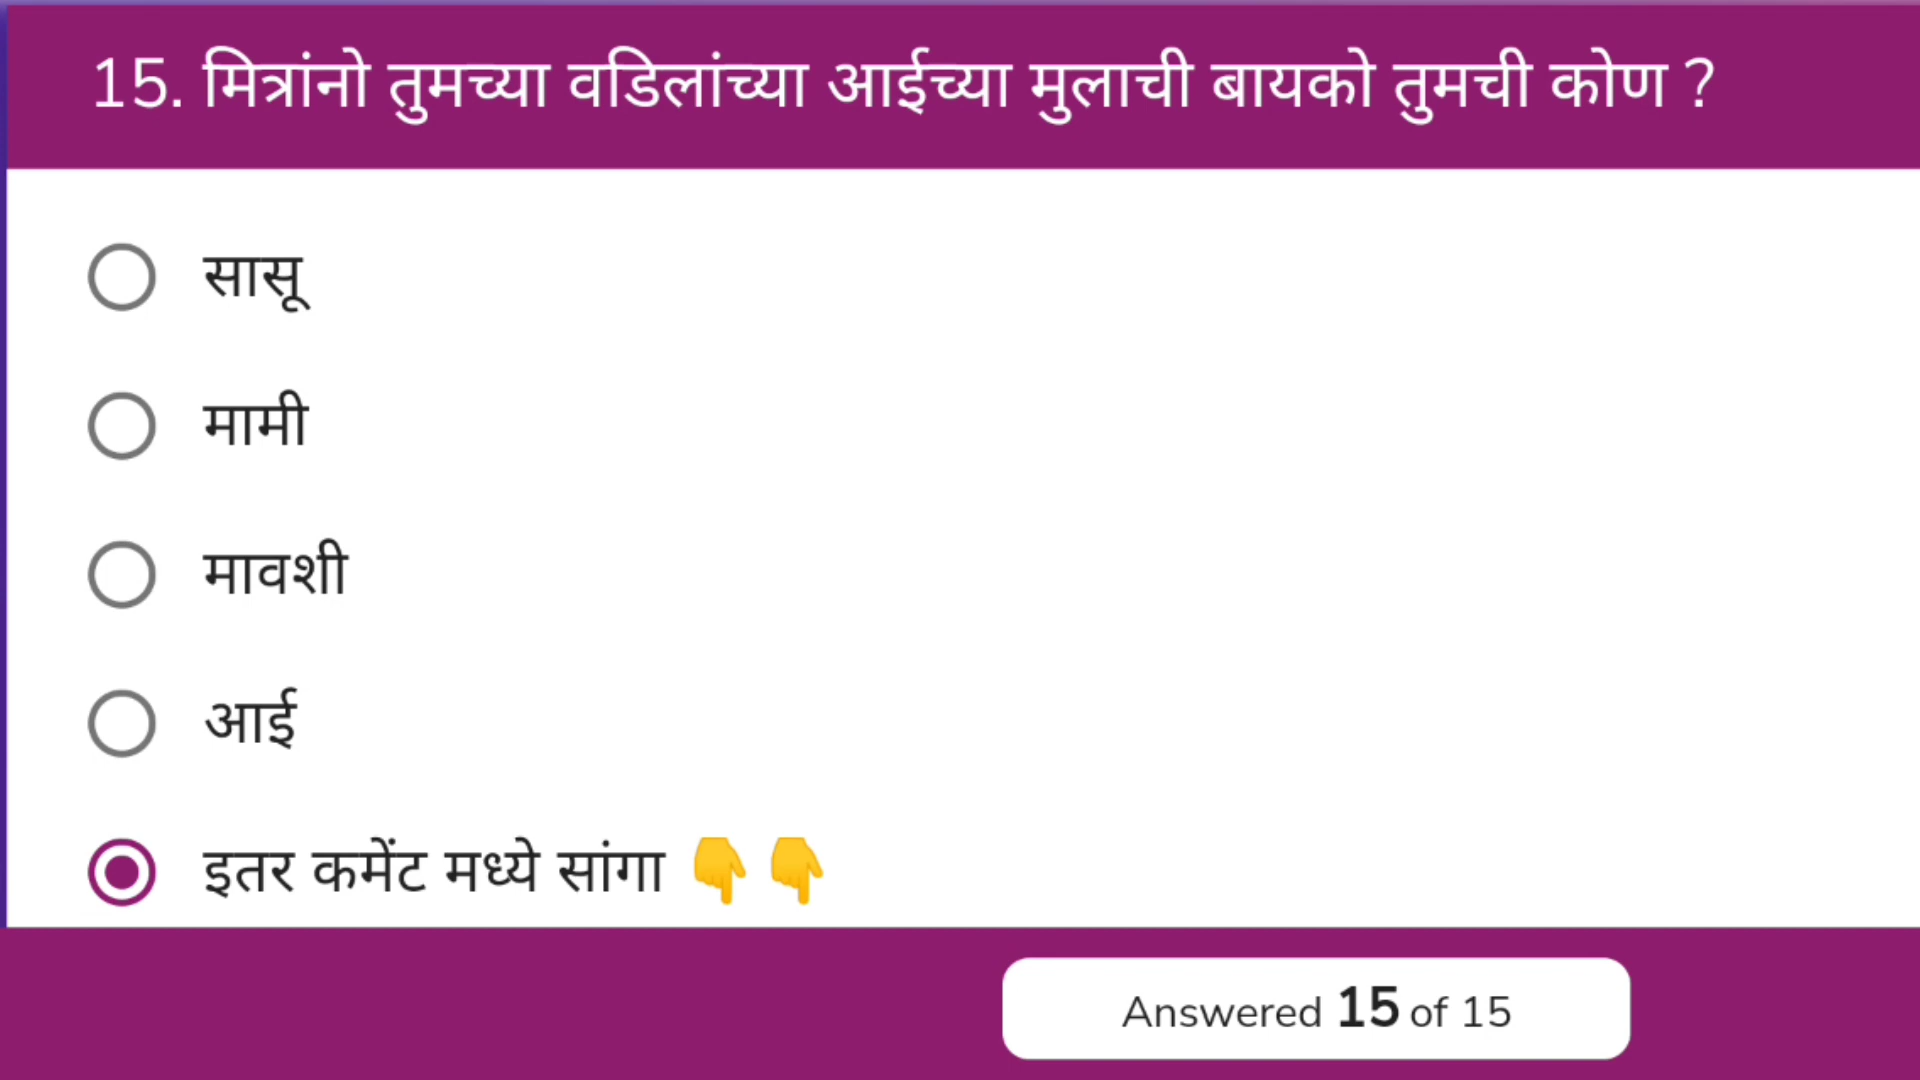 15. मित्रांनो तुमच्या वडिलांच्या आईच्या मुलाची बायको तुमची कोण ?
सासू
मामी
मावशी
आई
इतर कमेंट मध्ये सांगा 👇👇
Answered 15 of 15